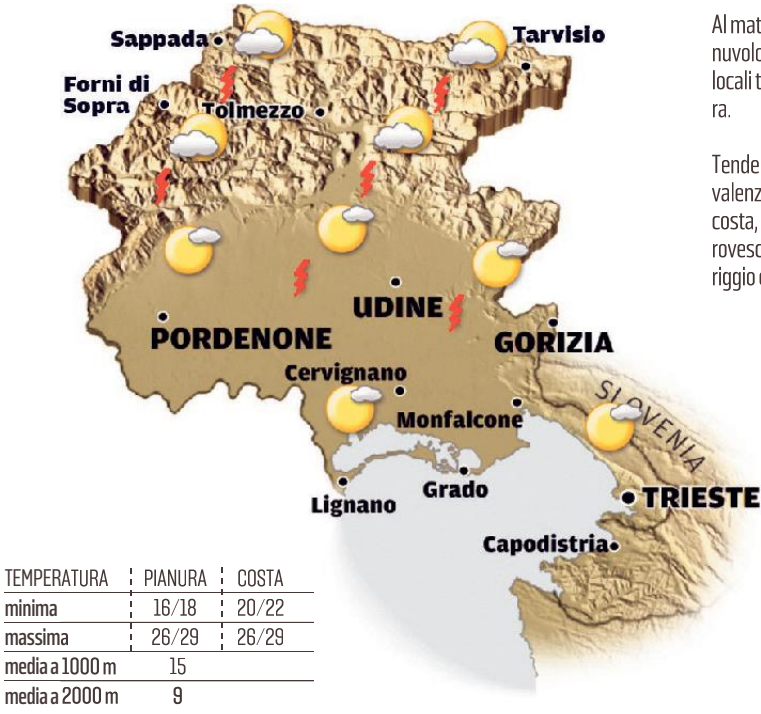 Sappada
Tarvisio
Forni di
Sopra
Tolmezzo
UDINE
PORDENONE
GORIZIA
Cervignano
Monfalcone
SLOVENIA
Lignano
Grado
TRIESTE
Capodistria
Al mat
nuvolo
locali t
ra.
Tende
valenz
costa,
rovesc
riggio
TEMPERATURA PIANURA COSTA
minima 16/18 20/22
massima 26/29 26/29
media a 1000 m 15
media a 2000 m 9